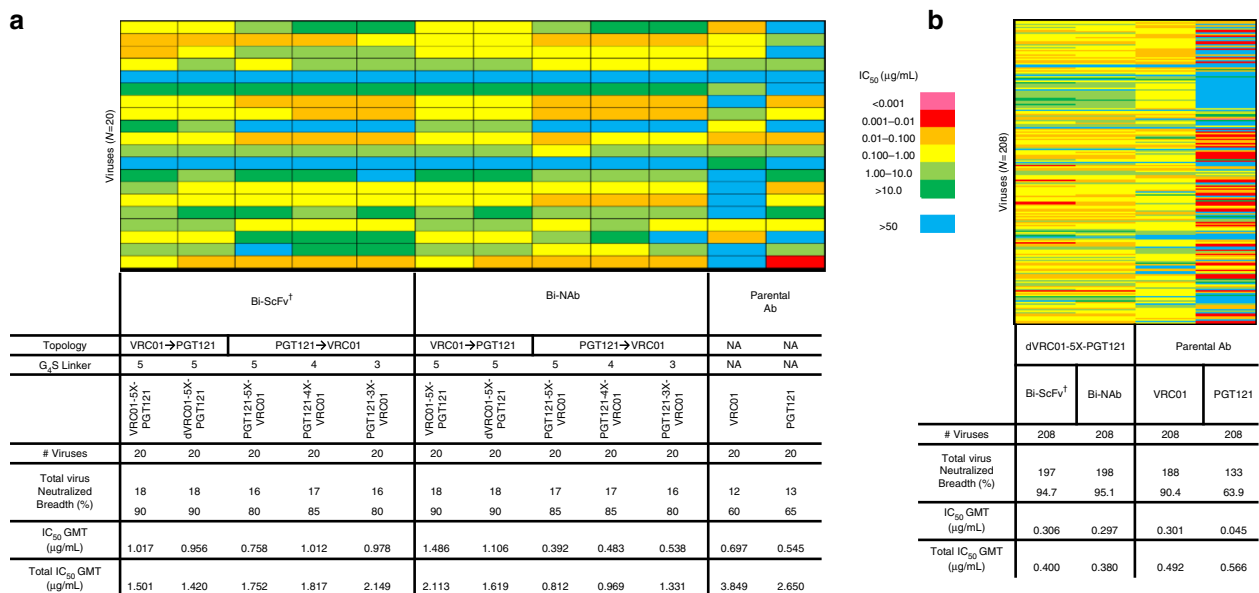 a
b
Viruses (N=20)
IC50 (µg/mL)
<0.001
0.001–0.01
0.01–0.100
0.100–1.00
1.00–10.0
>10.0
>50
Viruses (N=208)
Bi-ScFv† Bi-NAb Parental Ab
Topology VRC01→PGT121 PGT121→VRC01 VRC01→PGT121 PGT121→VRC01 NA NA
G4S Linker 5 5 5 4 3 5 5 5 4 3 NA NA
VRC01-5X-PGT121 dVRC01-5X-PGT121 PGT121-5X-VRC01 PGT121-4X-VRC01 PGT121-3X-VRC01 VRC01-5X-PGT121 dVRC01-5X-PGT121 PGT121-5X-VRC01 PGT121-4X-VRC01 PGT121-3X-VRC01 VRC01 PGT121
# Viruses 20 20 20 20 20 20 20 20 20 20 20 20
Total virus
Neutralized 18 18 16 17 16 18 18 17 17 16 12 13
Breadth (%) 90 90 80 85 80 90 90 85 85 80 60 65
IC50 GMT
(µg/mL) 1.017 0.956 0.758 1.012 0.978 1.486 1.106 0.392 0.483 0.538 0.697 0.545
Total IC50 GMT
(µg/mL) 1.501 1.420 1.752 1.817 2.149 2.113 1.619 0.812 0.969 1.331 3.849 2.650
dVRC01-5X-PGT121 Parental Ab
Bi-ScFv† Bi-NAb VRC01 PGT121
# Viruses 208 208 208 208
Total virus
Neutralized 197 198 188 133
Breadth (%) 94.7 95.1 90.4 63.9
IC50 GMT
(µg/mL) 0.306 0.297 0.301 0.045
Total IC50 GMT
(µg/mL) 0.400 0.380 0.492 0.566